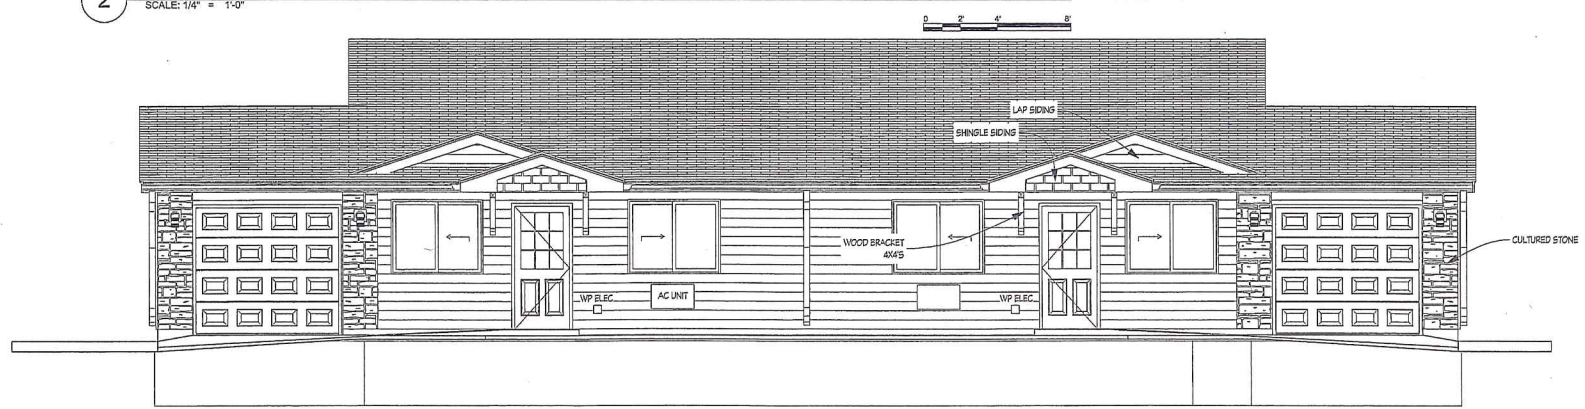 2
SCALE: 1/4" = 1'-0"
0 2' 4' 8'
LAP SIDING
SHINGLE SIDING
WOOD BRACKET
4X4'S
CULTURED STONE
WP ELEC
AC UNIT
WP ELEC